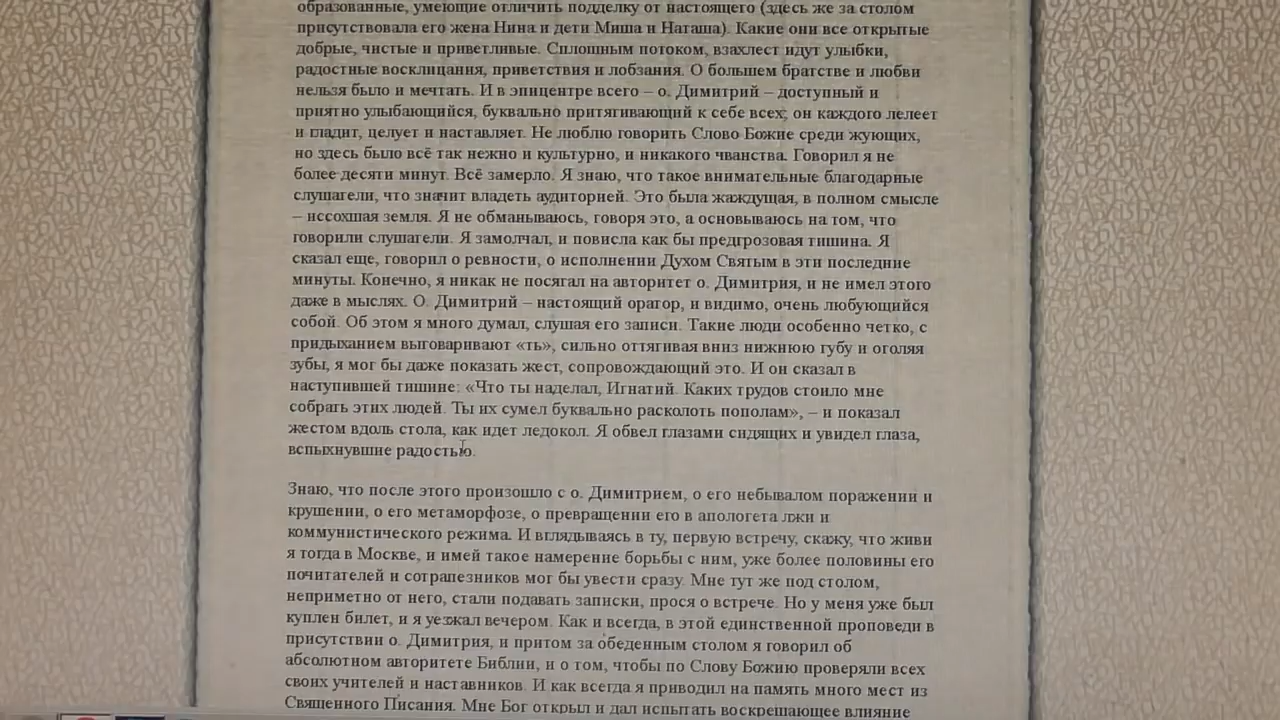 образованные, умеющие отличить подделку от настоящего (здесь же за столом
присутствовала его жена Нина и дети Миша и Наташа). Какие они все открытые
добрые, чистые и приветливые. Сплошным потоком, взахлест идут улыбки,
радостные восклицания, приветствия и лобзания. О большем братстве и любви
нельзя было и мечтать. И в эпицентре всего – о. Димитрий – доступный и
приятно улыбающийся, буквально притягивающий к себе всех; он каждого лелеет
и гладит, целует и наставляет. Не люблю говорить Слово Божие среди жующих,
но здесь было всё так нежно и культурно, и никакого чванства. Говорил я не
более десяти минут. Всё замерло. Я знаю, что такое внимательные благодарные
слушатели, что значит владеть аудиторией. Это была жаждущая, в полном смысле
– иссохшая земля. Я не обманываюсь, говоря это, а основываюсь на том, что
говорили слушатели. Я замолчал, и повисла как бы предгрозовая тишина. Я
сказал еще, говорил о ревности, о исполнении Духом Святым в эти последние
минуты. Конечно, я никак не посягал на авторитет о. Димитрия, и не имел этого
даже в мыслях. О. Димитрий – настоящий оратор, и видимо, очень любующийся
собой. Об этом я много думал, слушая его записи. Такие люди особенно четко, с
придыханием выговаривают «ть», сильно оттягивая вниз нижнюю губу и оголяя
зубы, я мог бы даже показать жест, сопровождающий это. И он сказал в
наступившей тишине: «Что ты наделал, Игнатий. Каких трудов стоило мне
собрать этих людей. Ты их сумел буквально расколоть пополам», – и показал
жестом вдоль стола, как идет ледокол. Я обвел глазами сидящих и увидел глаза,
вспыхнувшие радостью.
Знаю, что после этого произошло с о. Димитрием, о его небывалом поражении и
крушении, о его метаморфозе, о превращении его в апологета лжи и
коммунистического режима. И вглядываясь в ту, первую встречу, скажу, что живи
я тогда в Москве, и имей такое намерение борьбы с ним, уже более половины его
почитателей и сотрапезников мог бы увести сразу. Мне тут же под столом,
неприметно от него, стали подавать записки, прося о встрече. Но у меня уже был
куплен билет, и я уезжал вечером. Как и всегда, в этой единственной проповеди в
присутствии о. Димитрия, и притом за обеденным столом я говорил об
абсолютном авторитете Библии, и о том, чтобы по Слову Божию проверяли всех
своих учителей и наставников. И как всегда я приводил на память много мест из
Священного Писания. Мне Бог открыл и дал испытать воскрешающее влияние